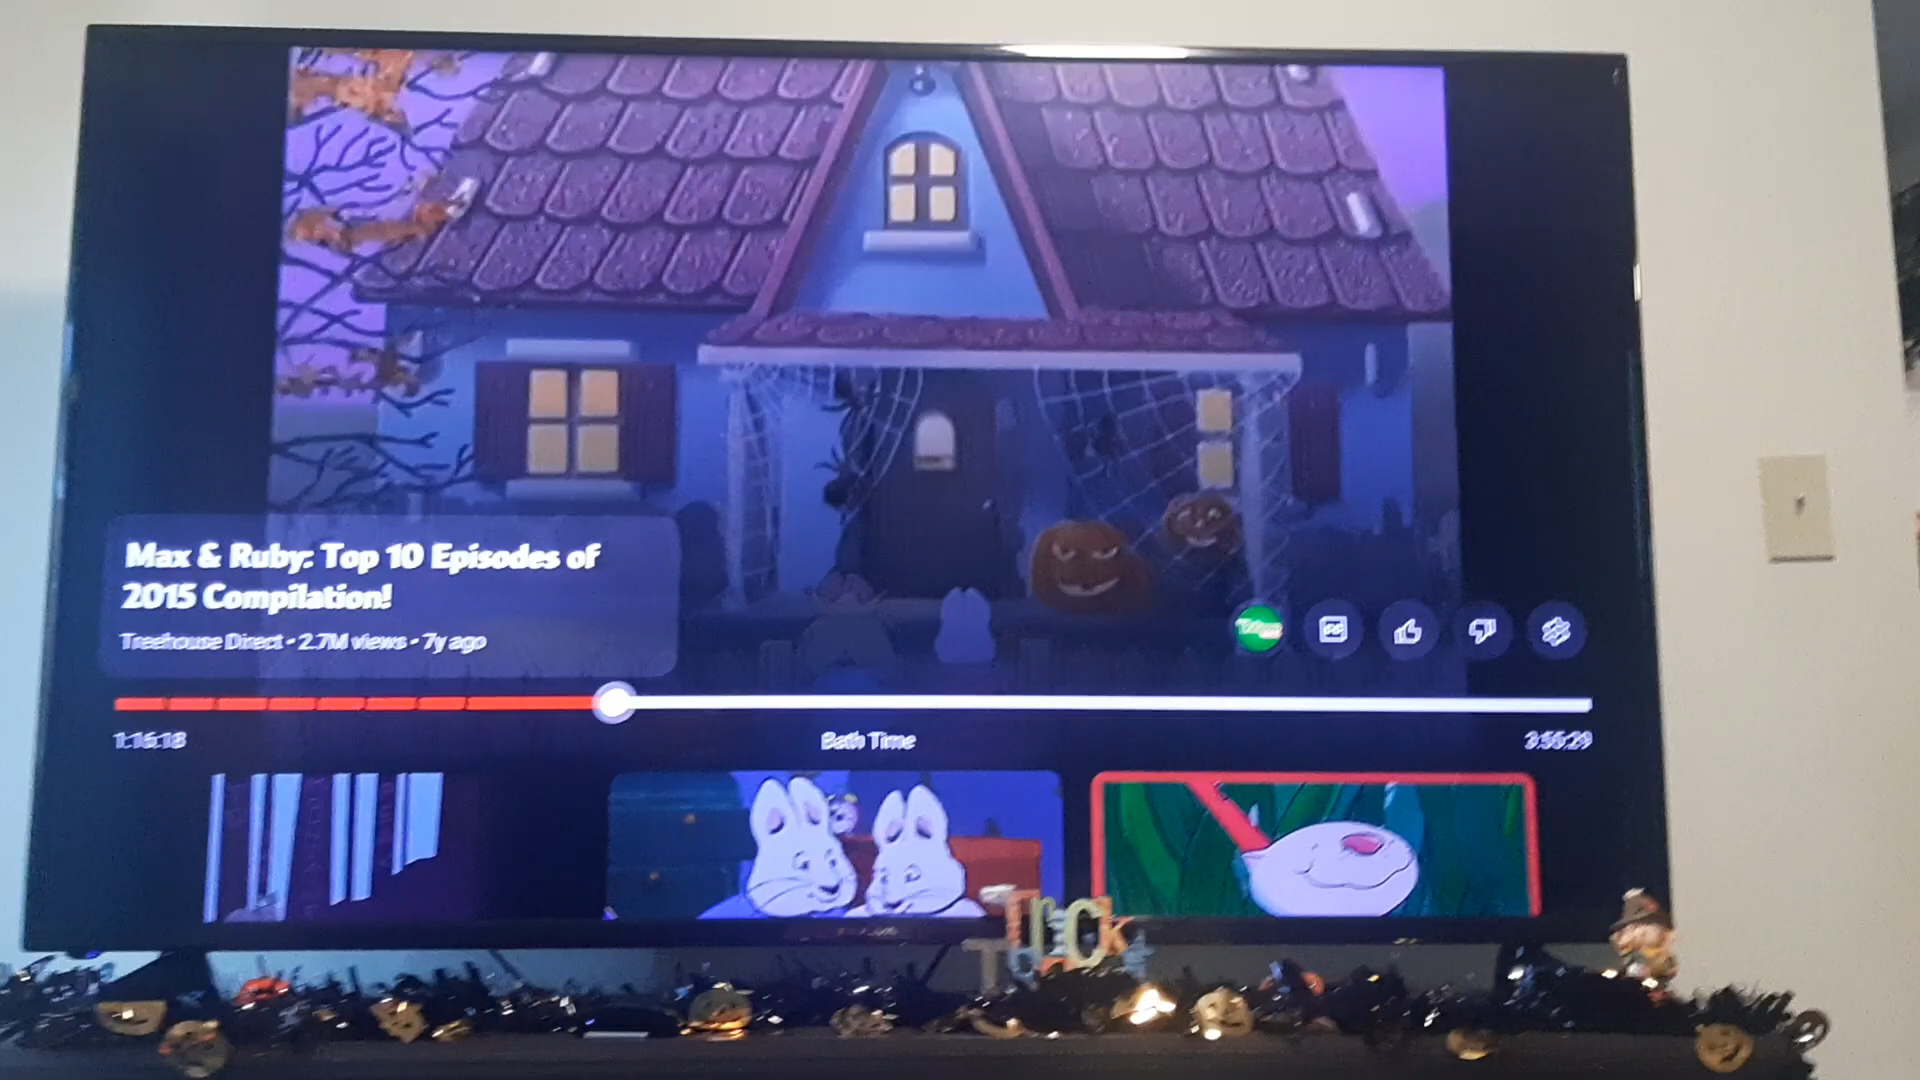 Max & Ruby: Top 10 Episodes of
2015 Compilation!
Treehouse Direct • 2.7M views • 7y ago
1:16:18
Bath Time
3:55:29
TRICK